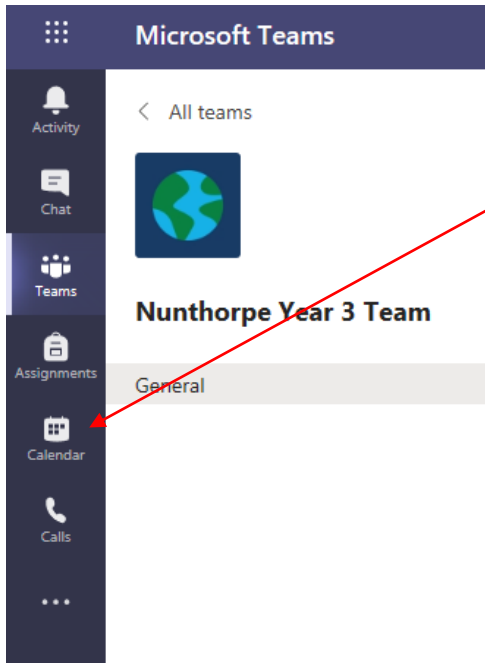 Microsoft Teams
Activity
Chat
Teams
Assignments
Calendar
Calls
All teams
Nunthorpe Year 3 Team
General